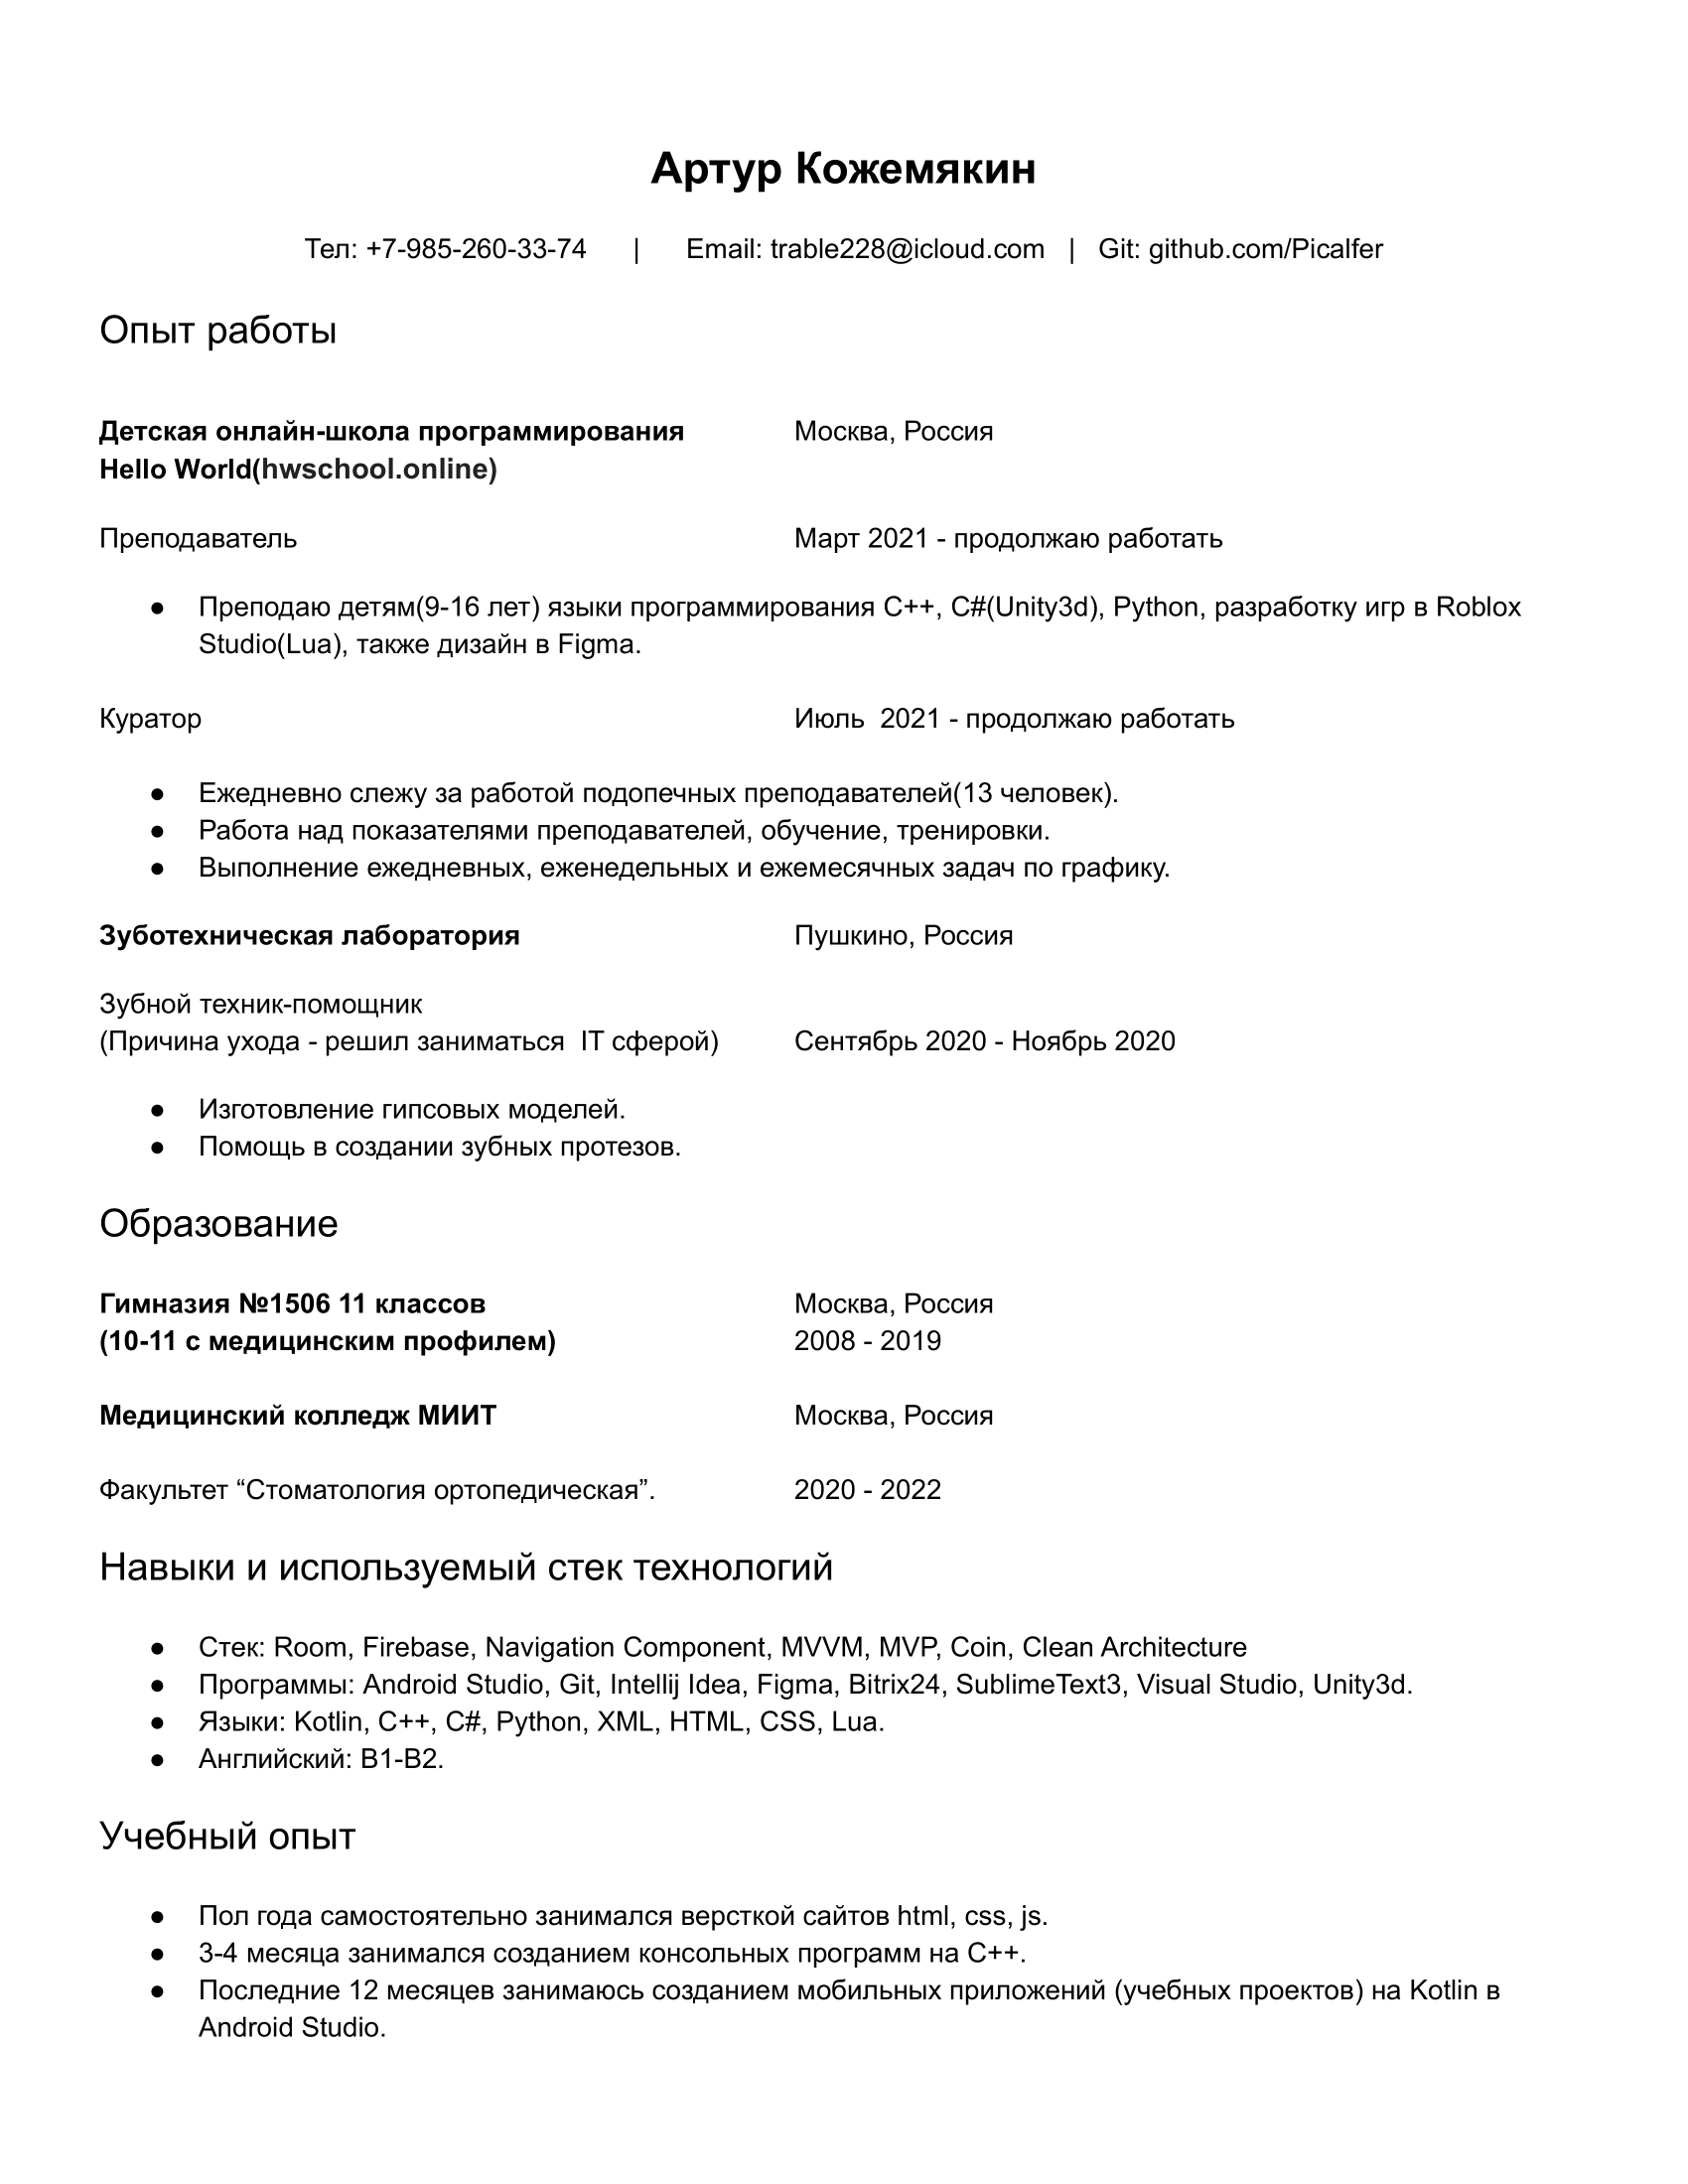 Артур Кожемякин
Тел: +7-985-260-33-74 | Email: trable228@icloud.com | Git: github.com/Picalfer
Опыт работы
Детская онлайн-школа программирования Москва, Россия
Hello World(hwschool.online)
Преподаватель Март 2021 - продолжаю работать
● Преподаю детям(9-16 лет) языки программирования C++, C#(Unity3d), Python, разработку игр в Roblox
Studio(Lua), также дизайн в Figma.
Куратор Июль 2021 - продолжаю работать
● Ежедневно слежу за работой подопечных преподавателей(13 человек).
● Работа над показателями преподавателей, обучение, тренировки.
● Выполнение ежедневных, еженедельных и ежемесячных задач по графику.
Зуботехническая лаборатория Пушкино, Россия
Зубной техник-помощник
(Причина ухода - решил заниматься IT сферой) Сентябрь 2020 - Ноябрь 2020
● Изготовление гипсовых моделей.
● Помощь в создании зубных протезов.
Образование
Гимназия №1506 11 классов Москва, Россия
(10-11 с медицинским профилем) 2008 - 2019
Медицинский колледж МИИТ Москва, Россия
Факультет “Стоматология ортопедическая”. 2020 - 2022
Навыки и используемый стек технологий
● Стек: Room, Firebase, Navigation Component, MVVM, MVP, Coin, Clean Architecture
● Программы: Android Studio, Git, Intellij Idea, Figma, Bitrix24, SublimeText3, Visual Studio, Unity3d.
● Языки: Kotlin, C++, C#, Python, XML, HTML, CSS, Lua.
● Английский: B1-B2.
Учебный опыт
● Пол года самостоятельно занимался версткой сайтов html, css, js.
● 3-4 месяца занимался созданием консольных программ на C++.
● Последние 12 месяцев занимаюсь созданием мобильных приложений (учебных проектов) на Kotlin в
Android Studio.